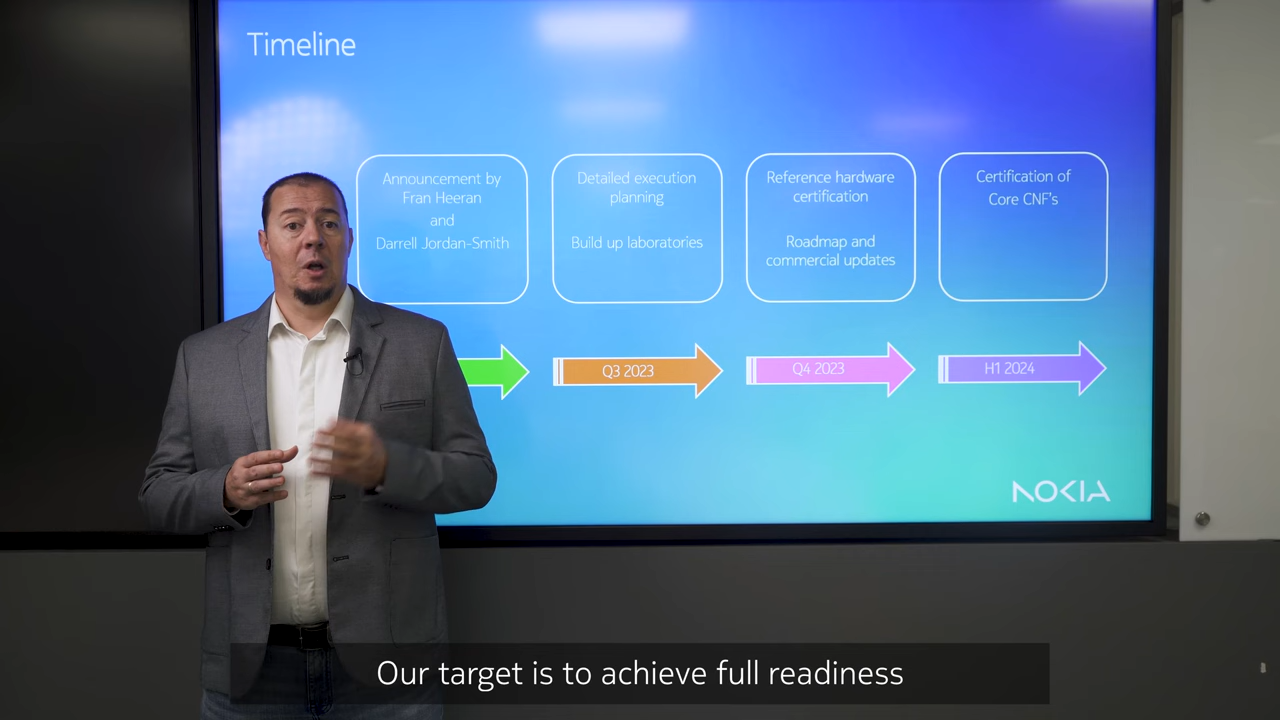 Timeline
Announcement by
Fran Heeran
and
Darrell Jordan-Smith
Detailed execution
planning
Build up laboratories
Reference hardware
certification
Roadmap and
commercial updates
Certification of
Core CNF's
Q3 2023
Q4 2023
H1 2024
NOKIA
Our target is to achieve full readiness